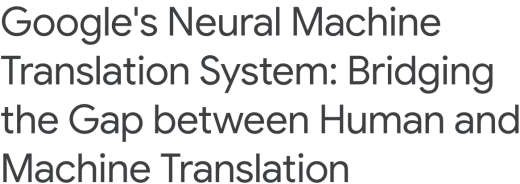 Google's Neural Machine
Translation System: Bridging
the Gap between Human and
Machine Translation